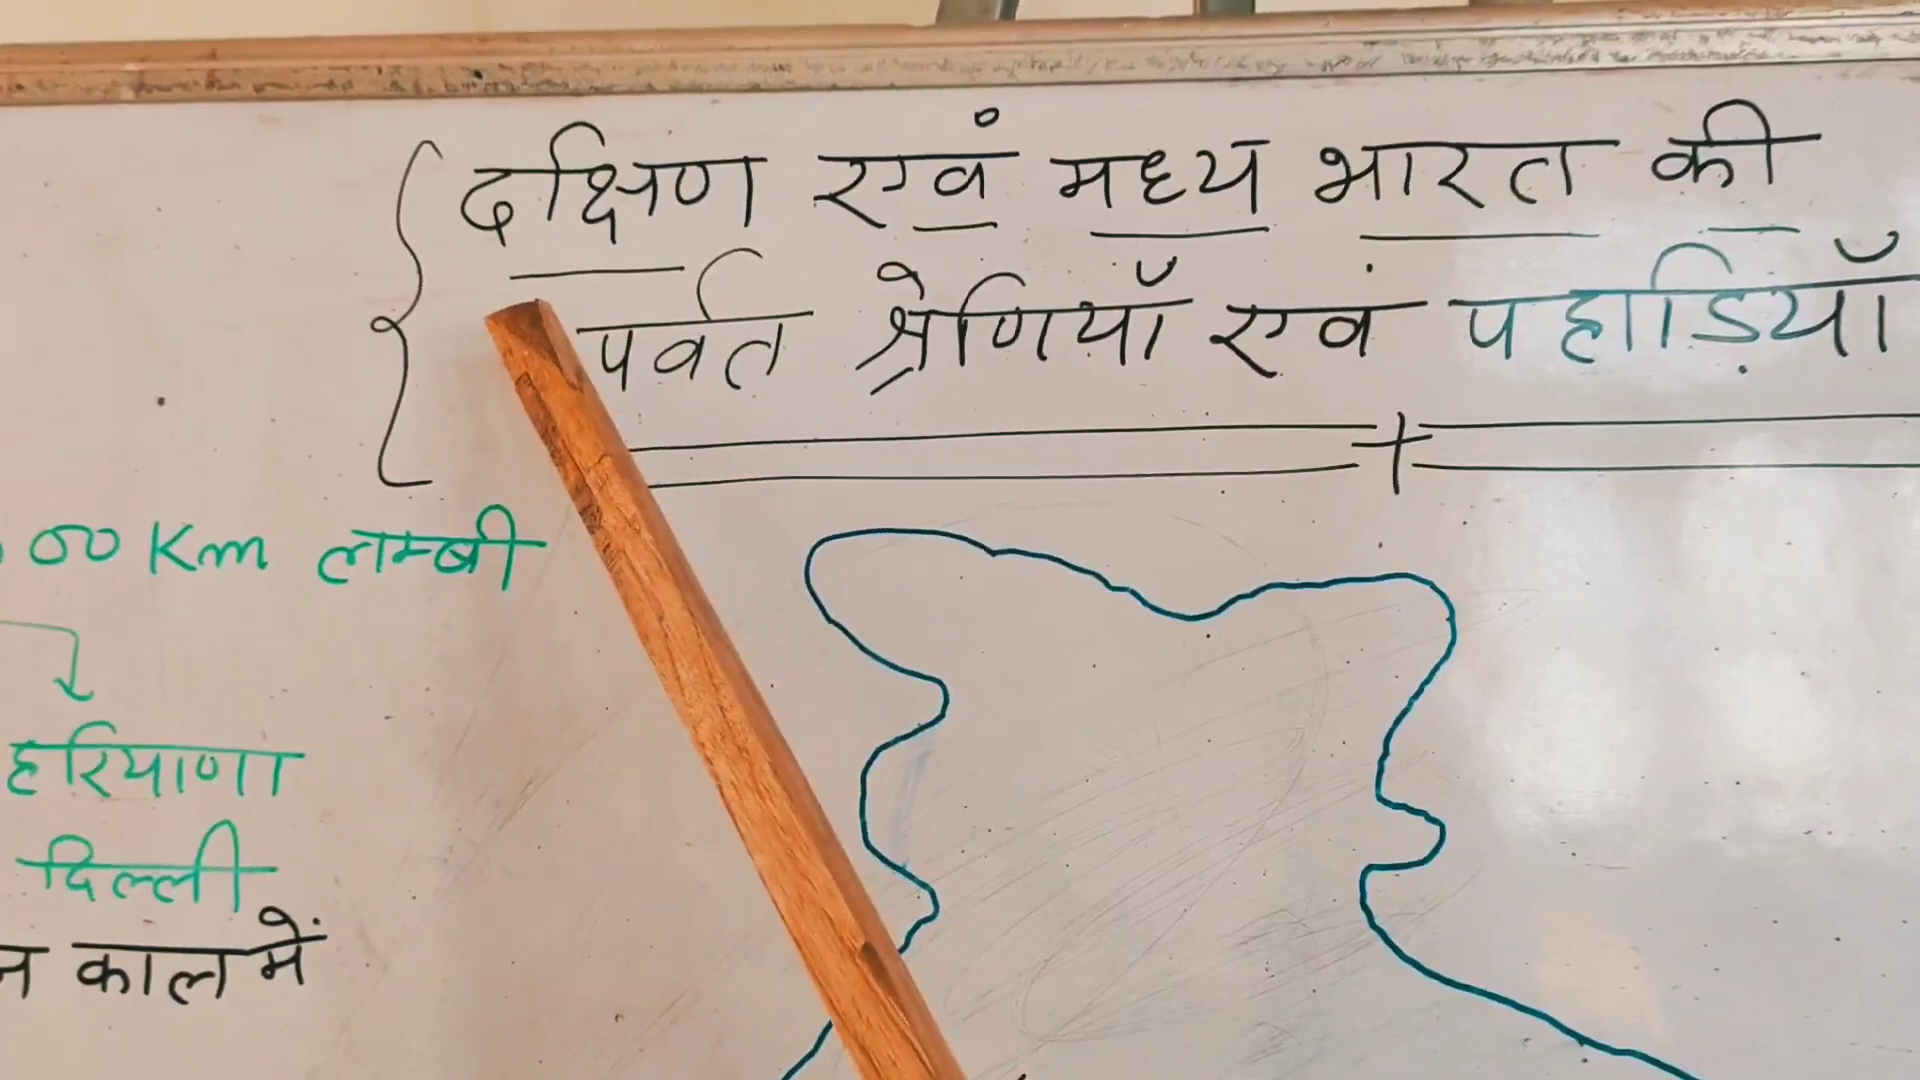 दक्षिण एवं मध्य भारत की
पर्वत श्रेणियाँ एवं पहाड़ियाँ
00 Km लम्बी
हरियाणा
दिल्ली
न काल में